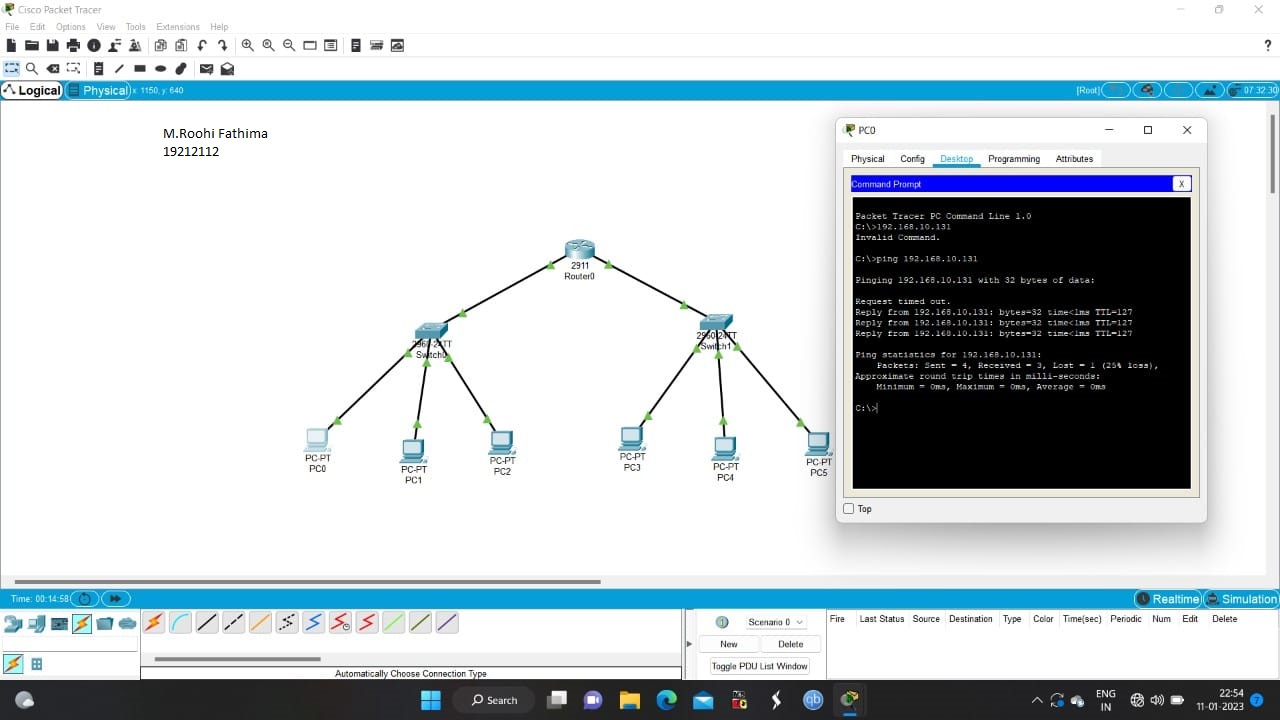 Cisco Packet Tracer
File Edit Options View Tools Extensions Help
?
Logical Physical x: 1150, y: 640 [Root] 07:32:30
M.Roohi Fathima
19212112
PC0
Physical Config Desktop Programming Attributes
Command Prompt X
Packet Tracer PC Command Line 1.0
C:\>192.168.10.131
Invalid Command.
C:\>ping 192.168.10.131
Pinging 192.168.10.131 with 32 bytes of data:
Request timed out.
Reply from 192.168.10.131: bytes=32 time<1ms TTL=127
Reply from 192.168.10.131: bytes=32 time<1ms TTL=127
Reply from 192.168.10.131: bytes=32 time<1ms TTL=127
Ping statistics for 192.168.10.131:
Packets: Sent = 4, Received = 3, Lost = 1 (25% loss),
Approximate round trip times in milli-seconds:
Minimum = 0ms, Maximum = 0ms, Average = 0ms
C:\>
Top
2911
Router0
2960-24TT
Switch0
2960-24TT
Switch1
PC-PT
PC0
PC-PT
PC1
PC-PT
PC2
PC-PT
PC3
PC-PT
PC4
PC-PT
PC5
Time: 00:14:58 Realtime Simulation
Automatically Choose Connection Type
Scenario 0
New Delete
Toggle PDU List Window
Fire Last Status Source Destination Type Color Time(sec) Periodic Num Edit Delete
Search
qb
ENG
IN
22:54
11-01-2023
7